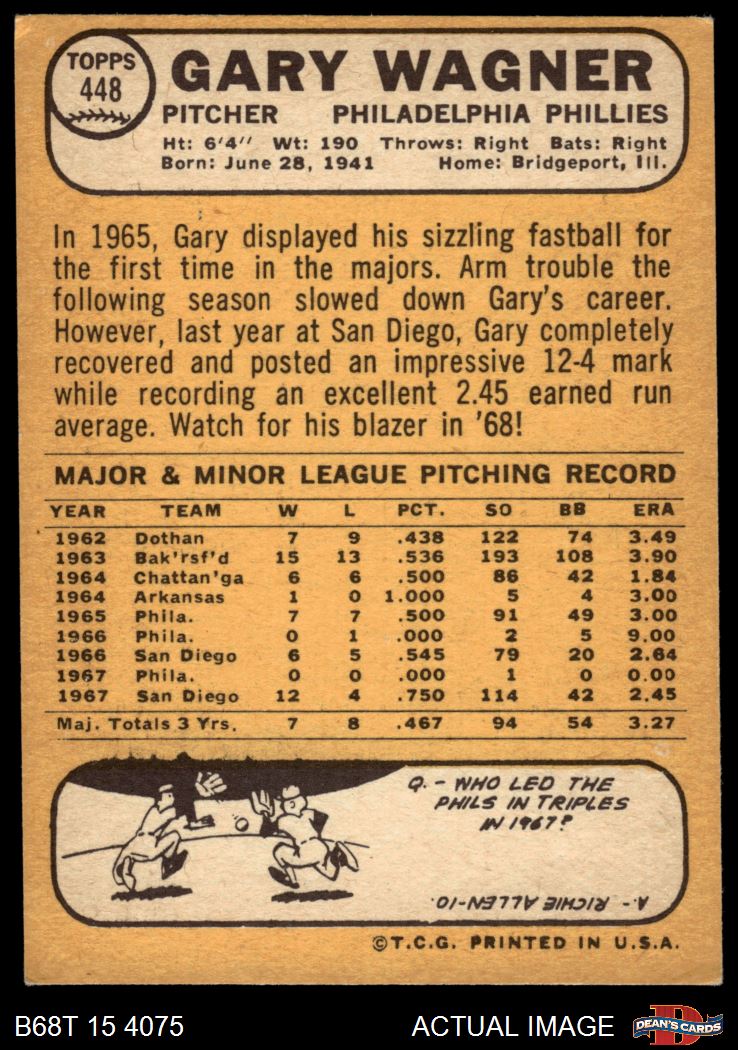 TOPPS
448
GARY WAGNER
PITCHER PHILADELPHIA PHILLIES
Ht: 6'4" Wt: 190 Throws: Right Bats: Right
Born: June 28, 1941 Home: Bridgeport, Ill.
In 1965, Gary displayed his sizzling fastball for
the first time in the majors. Arm trouble the
following season slowed down Gary's career.
However, last year at San Diego, Gary completely
recovered and posted an impressive 12-4 mark
while recording an excellent 2.45 earned run
average. Watch for his blazer in '68!
MAJOR & MINOR LEAGUE PITCHING RECORD
YEAR TEAM W L PCT. SO BB ERA
1962 Dothan 7 9 .438 122 74 3.49
1963 Bak'rsf'd 15 13 .536 193 108 3.90
1964 Chattan'ga 6 6 .500 86 42 1.84
1964 Arkansas 1 0 1.000 5 4 3.00
1965 Phila. 7 7 .500 91 49 3.00
1966 Phila. 0 1 .000 2 5 9.00
1966 San Diego 6 5 .545 79 20 2.64
1967 Phila. 0 0 .000 1 0 0.00
1967 San Diego 12 4 .750 114 42 2.45
Maj. Totals 3 Yrs. 7 8 .467 94 54 3.27
Q. - WHO LED THE
PHILS IN TRIPLES
IN 1967?
A. - RICHIE ALLEN-10.
©T.C.G. PRINTED IN U.S.A.
B68T 15 4075 ACTUAL IMAGE D DEAN'S CARDS